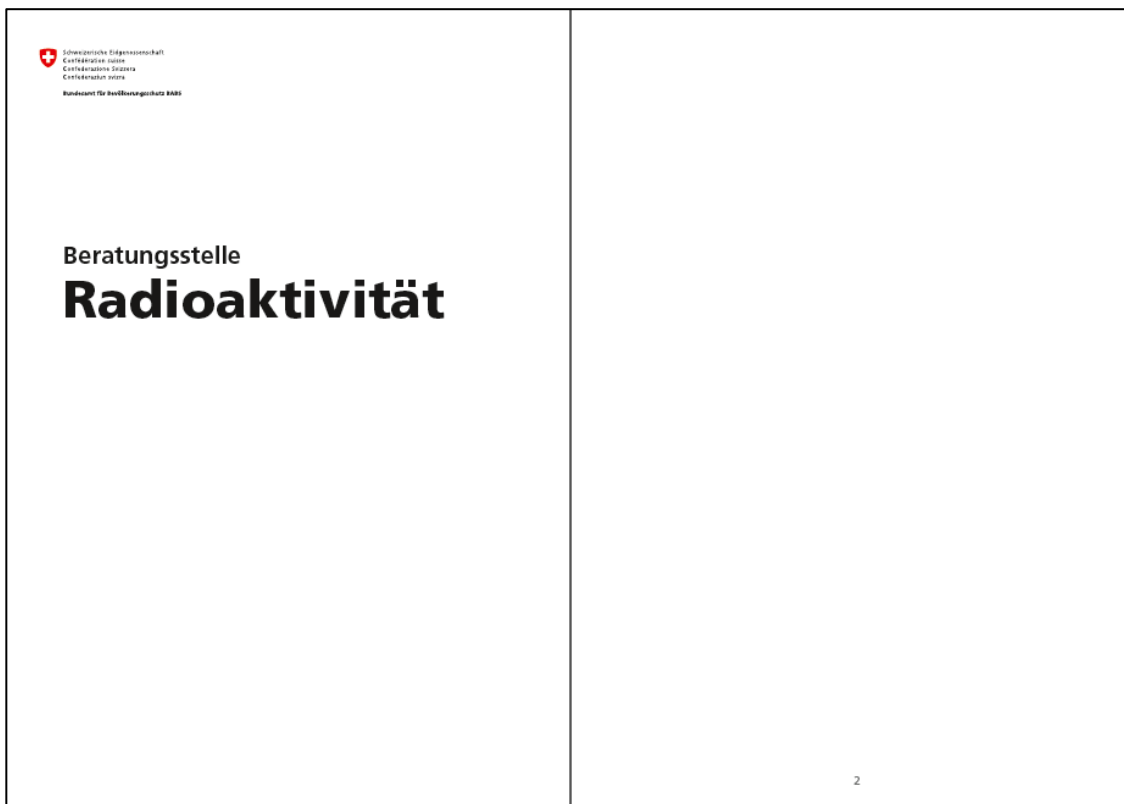 Schweizerische Eidgenossenschaft
Confédération suisse
Confederazione Svizzera
Confederaziun svizra
Bundesamt für Bevölkerungsschutz BABS
Beratungsstelle
Radioaktivität
2